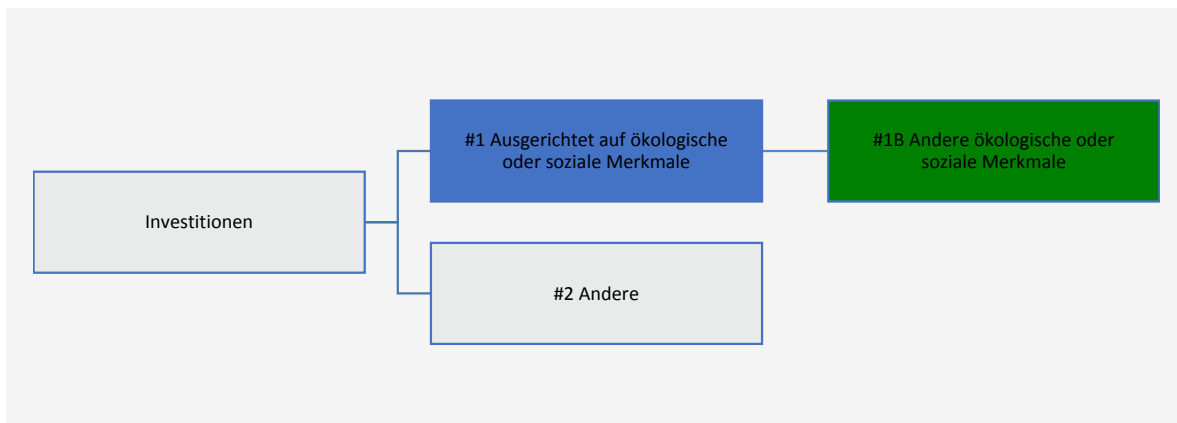 #1 Ausgerichtet auf ökologische
oder soziale Merkmale
#1B Andere ökologische oder
soziale Merkmale
Investitionen
#2 Andere